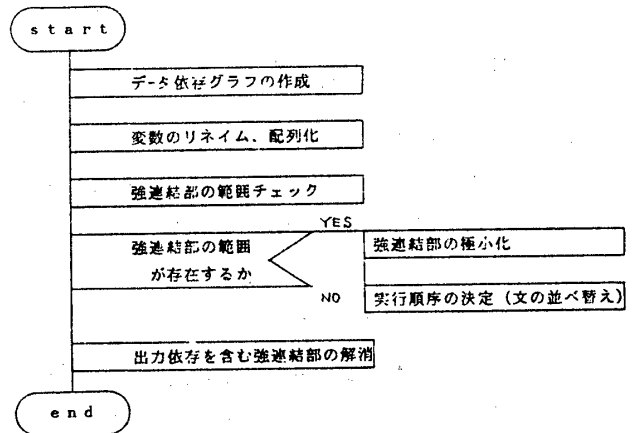 start
データ依存グラフの作成
変数のリネイム、配列化
強連結部の範囲チェック
強連結部の範囲
が存在するか
YES
強連結部の極小化
NO
実行順序の決定（文の並べ替え）
出力依存を含む強連結部の解消
end